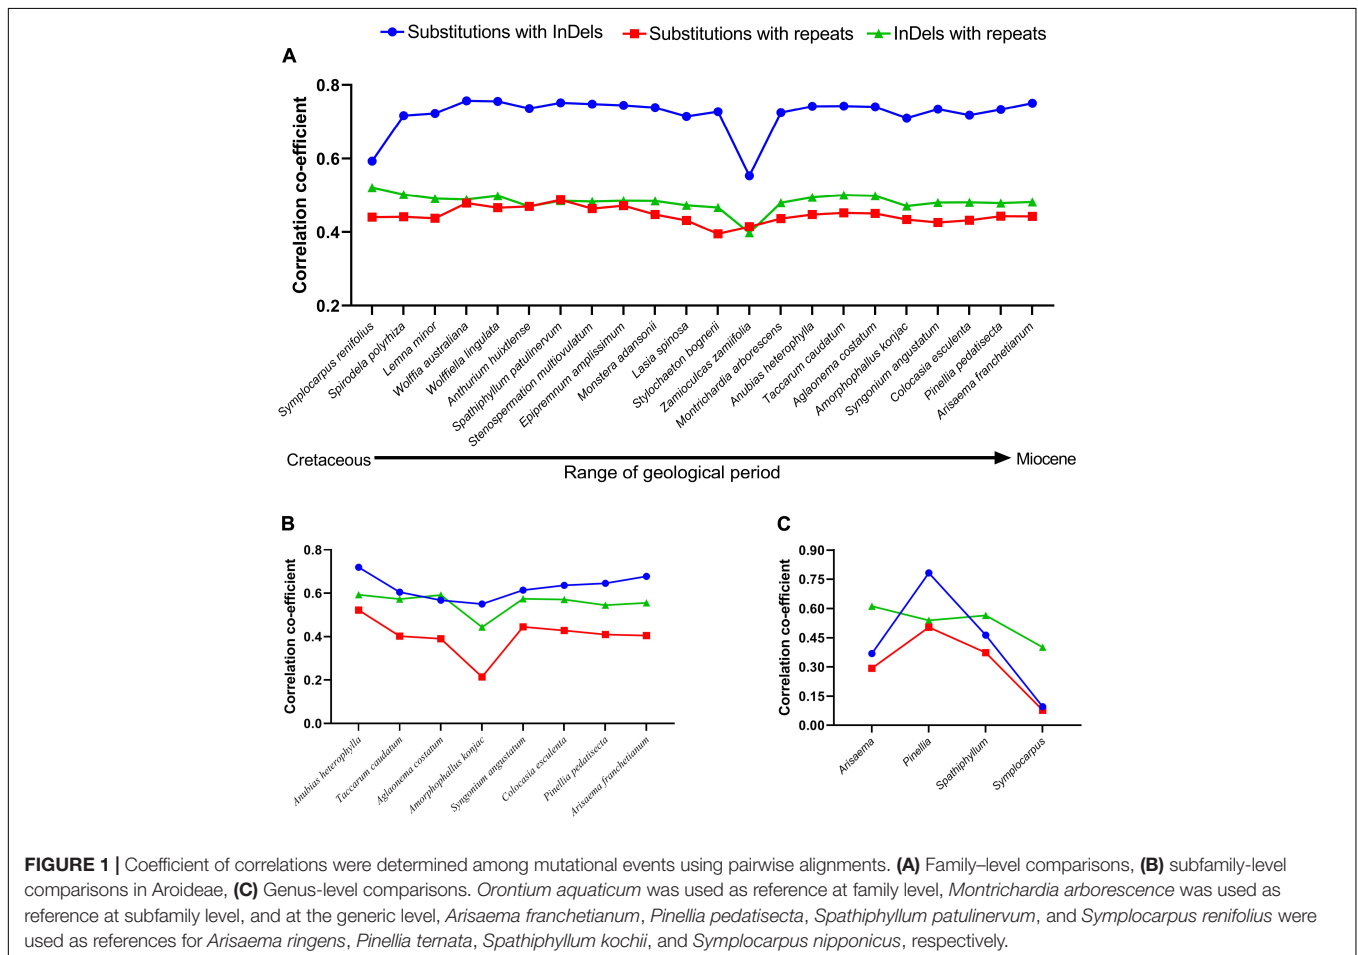 Substitutions with InDels
Substitutions with repeats
InDels with repeats
A
Correlation co-efficient
0.8
0.6
0.4
0.2
Symplocarpus renifolius
Spirodela polyrhiza
Lemna minor
Wolffia australiana
Wolffiella lingulata
Anthurium huixtlense
Spathiphyllum patulinervum
Stenospermation multiovulatum
Epipremnum amplissimum
Monstera adansonii
Lasia spinosa
Stylochaeton bognerii
Zamioculcas zamiifolia
Montrichardia arborescens
Anubias heterophylla
Taccarum caudatum
Aglaonema costatum
Amorphophallus konjac
Syngonium angustatum
Colocasia esculenta
Pinellia pedatisecta
Arisaema franchetianum
Cretaceous
Range of geological period
Miocene
B
Correlation co-efficient
0.8
0.6
0.4
0.2
0.0
Anubias heterophylla
Taccarum caudatum
Aglaonema costatum
Amorphophallus konjac
Syngonium angustatum
Colocasia esculenta
Pinellia pedatisecta
Arisaema franchetianum
C
Correlation co-efficient
0.90
0.75
0.60
0.45
0.30
0.15
0.00
Arisaema
Pinellia
Spathiphyllum
Symplocarpus
FIGURE 1 | Coefficient of correlations were determined among mutational events using pairwise alignments. (A) Family–level comparisons, (B) subfamily-level
comparisons in Aroideae, (C) Genus-level comparisons. Orontium aquaticum was used as reference at family level, Montrichardia arborescence was used as
reference at subfamily level, and at the generic level, Arisaema franchetianum, Pinellia pedatisecta, Spathiphyllum patulinervum, and Symplocarpus renifolius were
used as references for Arisaema ringens, Pinellia ternata, Spathiphyllum kochii, and Symplocarpus nipponicus, respectively.